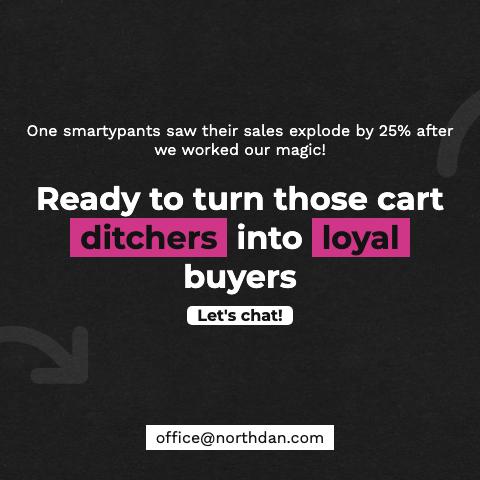 One smartypants saw their sales explode by 25% after
we worked our magic!
Ready to turn those cart
ditchers into loyal
buyers
Let's chat!
office@northdan.com